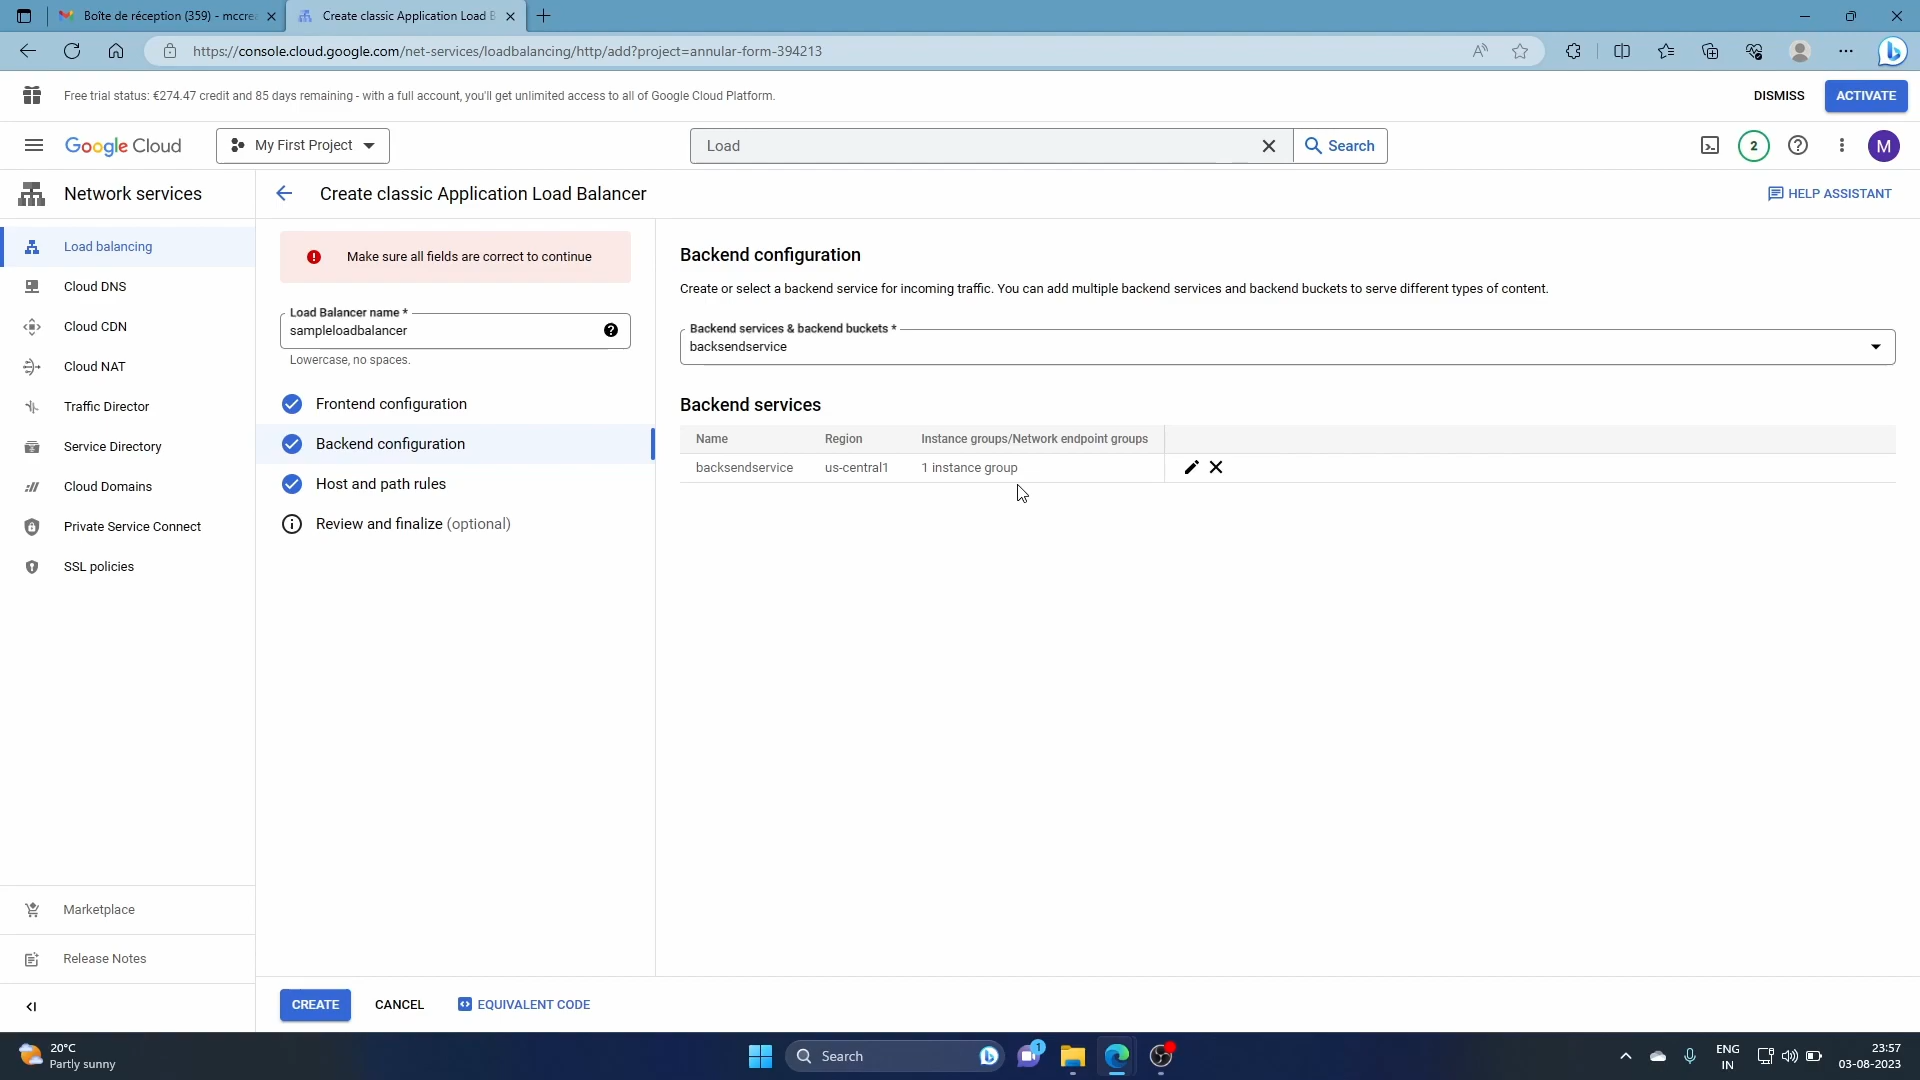 Boîte de réception (359) - mccrea
Create classic Application Load B
https://console.cloud.google.com/net-services/loadbalancing/http/add?project=annular-form-394213
Free trial status: €274.47 credit and 85 days remaining - with a full account, you'll get unlimited access to all of Google Cloud Platform.
DISMISS
ACTIVATE
Google Cloud
My First Project
Load
Search
2
M
Network services
Create classic Application Load Balancer
HELP ASSISTANT
Load balancing
Cloud DNS
Cloud CDN
Cloud NAT
Traffic Director
Service Directory
Cloud Domains
Private Service Connect
SSL policies
Marketplace
Release Notes
Make sure all fields are correct to continue
Load Balancer name *
sampleloadbalancer
Lowercase, no spaces.
Frontend configuration
Backend configuration
Host and path rules
Review and finalize (optional)
Backend configuration
Create or select a backend service for incoming traffic. You can add multiple backend services and backend buckets to serve different types of content.
Backend services & backend buckets *
backsendservice
Backend services
Name Region Instance groups/Network endpoint groups
backsendservice us-central1 1 instance group
CREATE
CANCEL
EQUIVALENT CODE
20°C
Partly sunny
Search
1
ENG
IN
23:57
03-08-2023